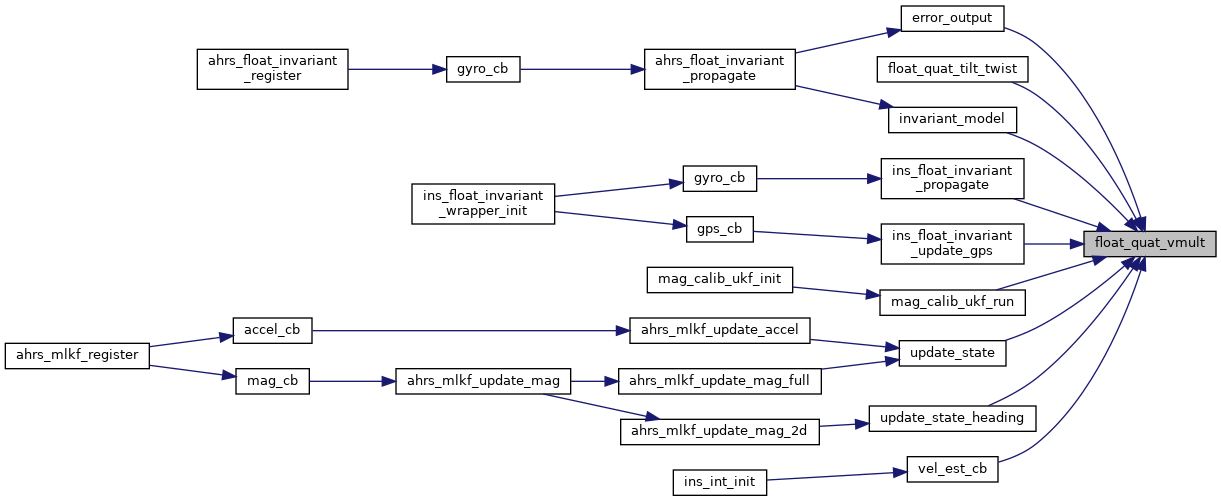 error_output
ahrs_float_invariant
_register
gyro_cb
ahrs_float_invariant
_propagate
float_quat_tilt_twist
invariant_model
ins_float_invariant
_wrapper_init
gyro_cb
ins_float_invariant
_propagate
gps_cb
ins_float_invariant
_update_gps
float_quat_vmult
mag_calib_ukf_init
mag_calib_ukf_run
ahrs_mlkf_register
accel_cb
ahrs_mlkf_update_accel
update_state
mag_cb
ahrs_mlkf_update_mag
ahrs_mlkf_update_mag_full
ahrs_mlkf_update_mag_2d
update_state_heading
ins_int_init
vel_est_cb